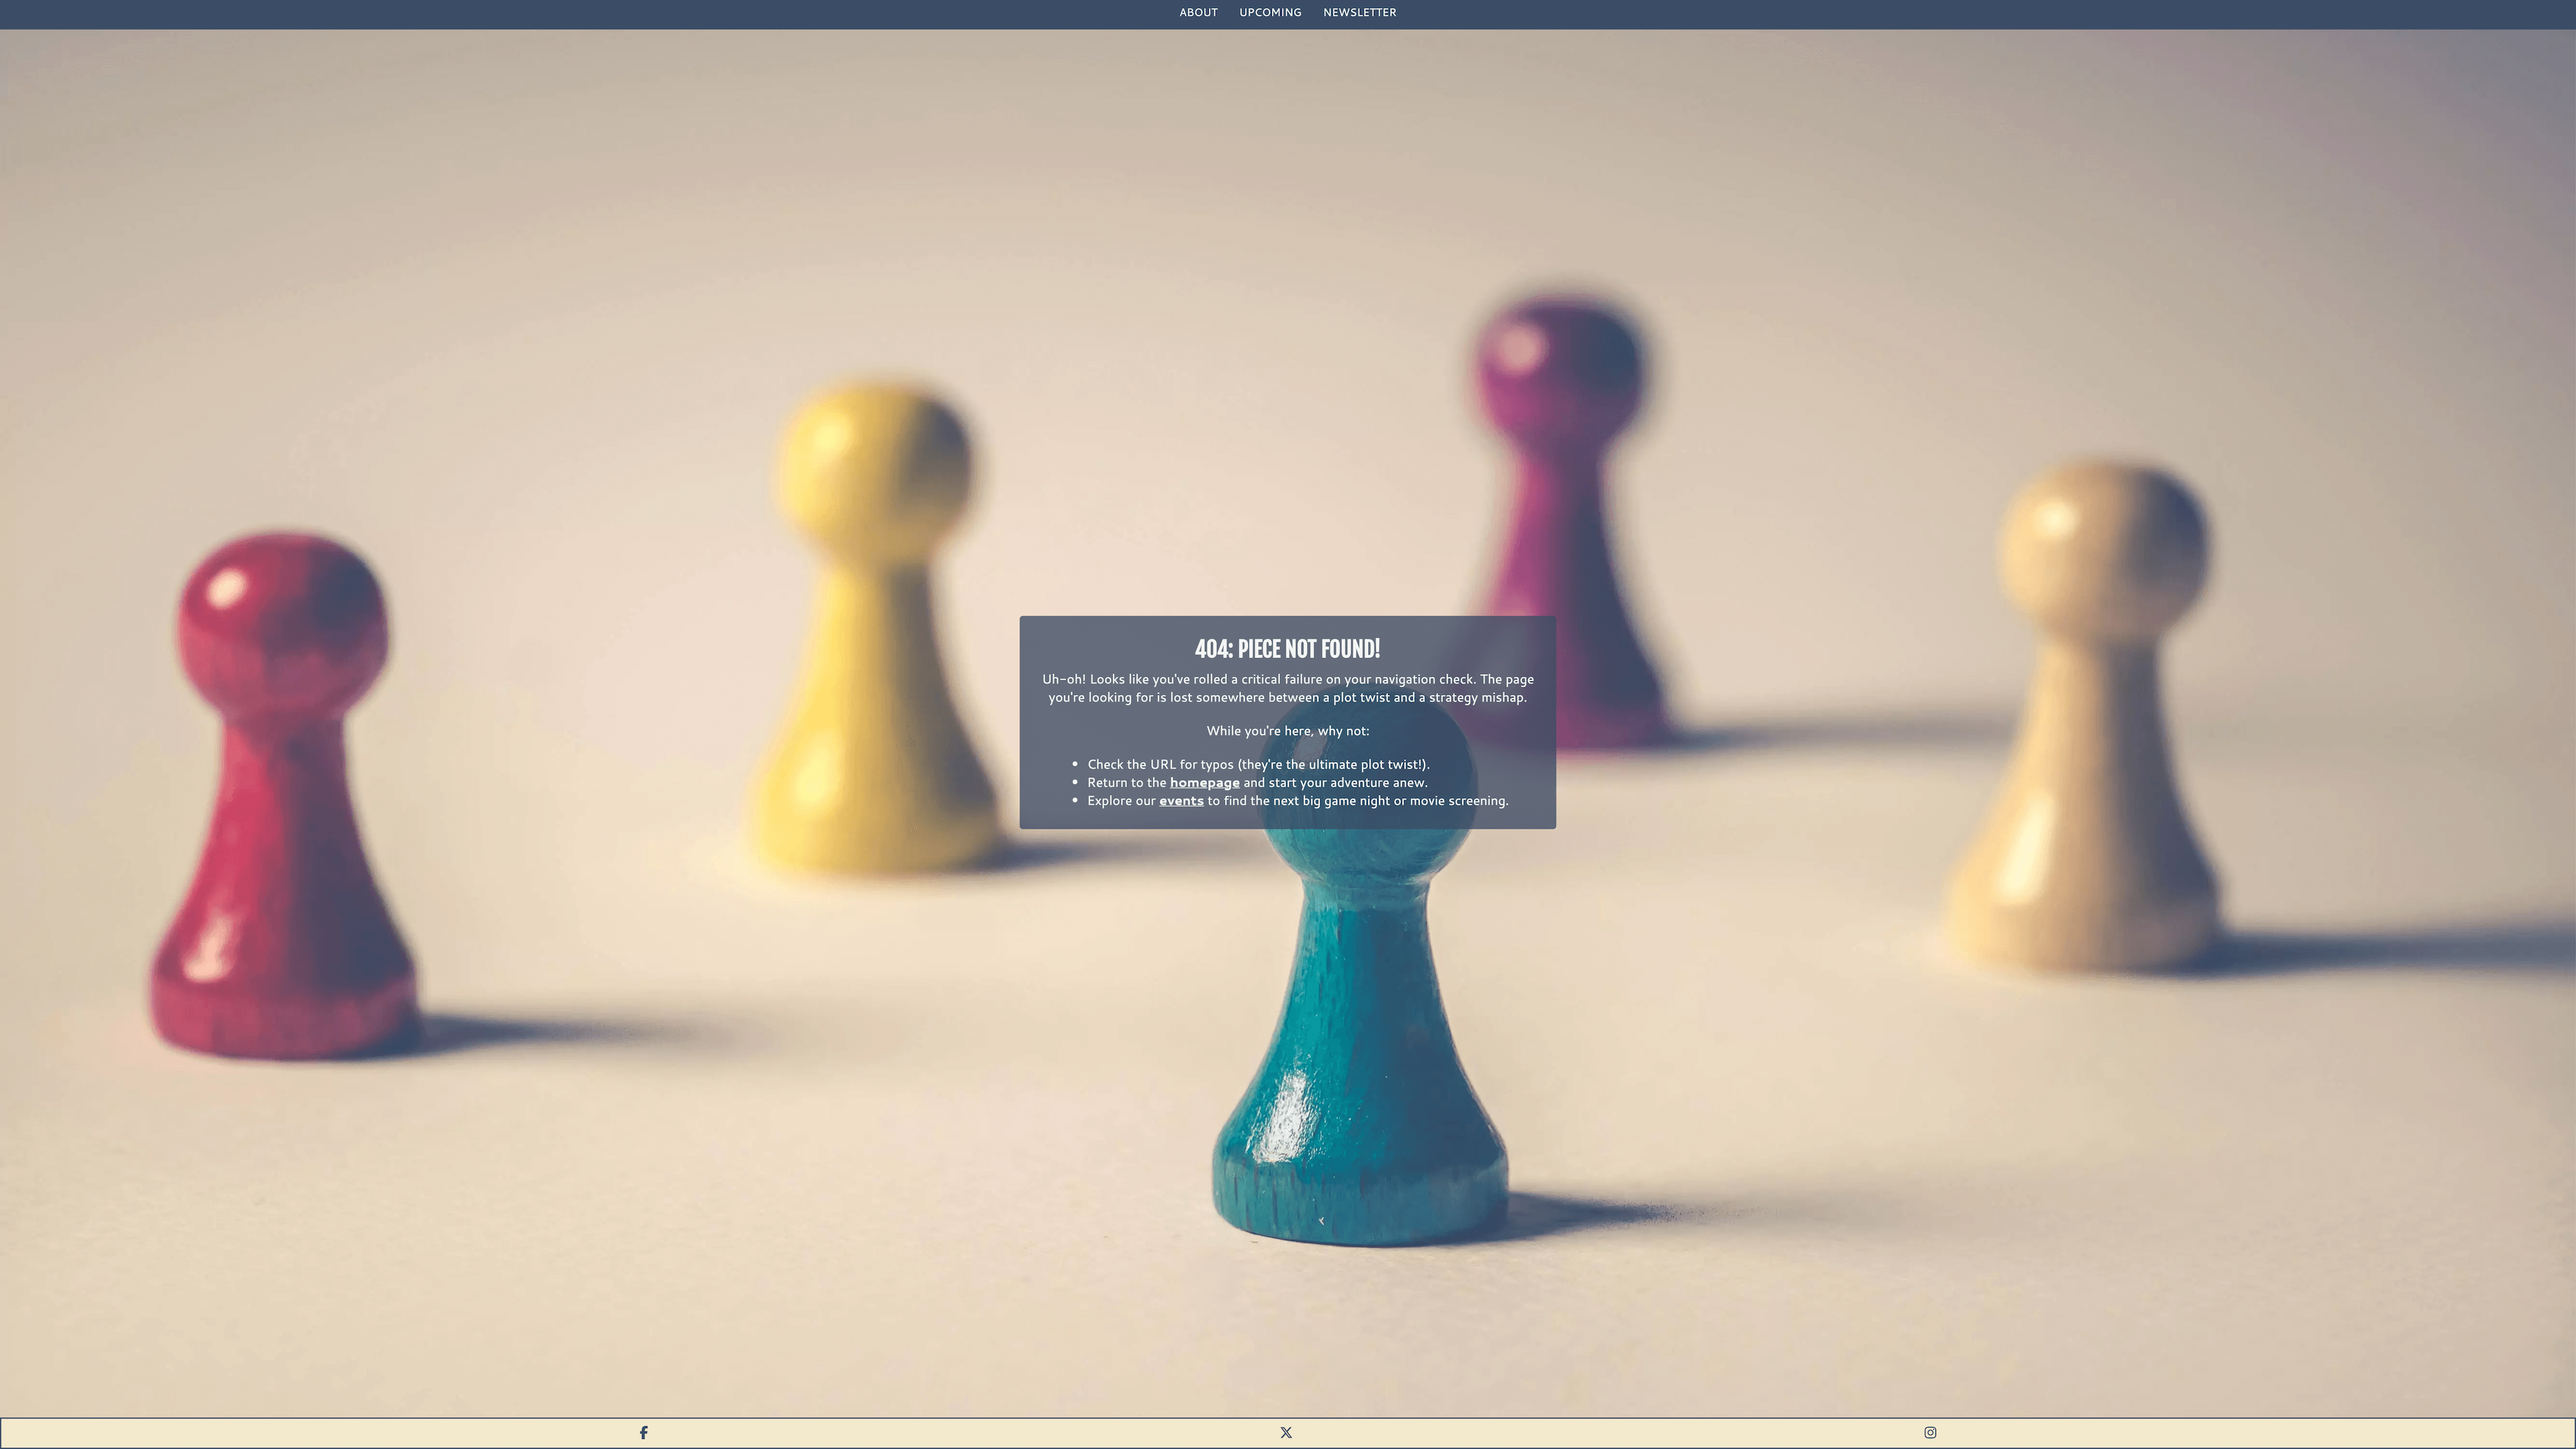 ABOUT UPCOMING NEWSLETTER
404: PIECE NOT FOUND!
Uh-oh! Looks like you've rolled a critical failure on your navigation check. The page
you're looking for is lost somewhere between a plot twist and a strategy mishap.
While you're here, why not:
• Check the URL for typos (they're the ultimate plot twist!).
• Return to the homepage and start your adventure anew.
• Explore our events to find the next big game night or movie screening.